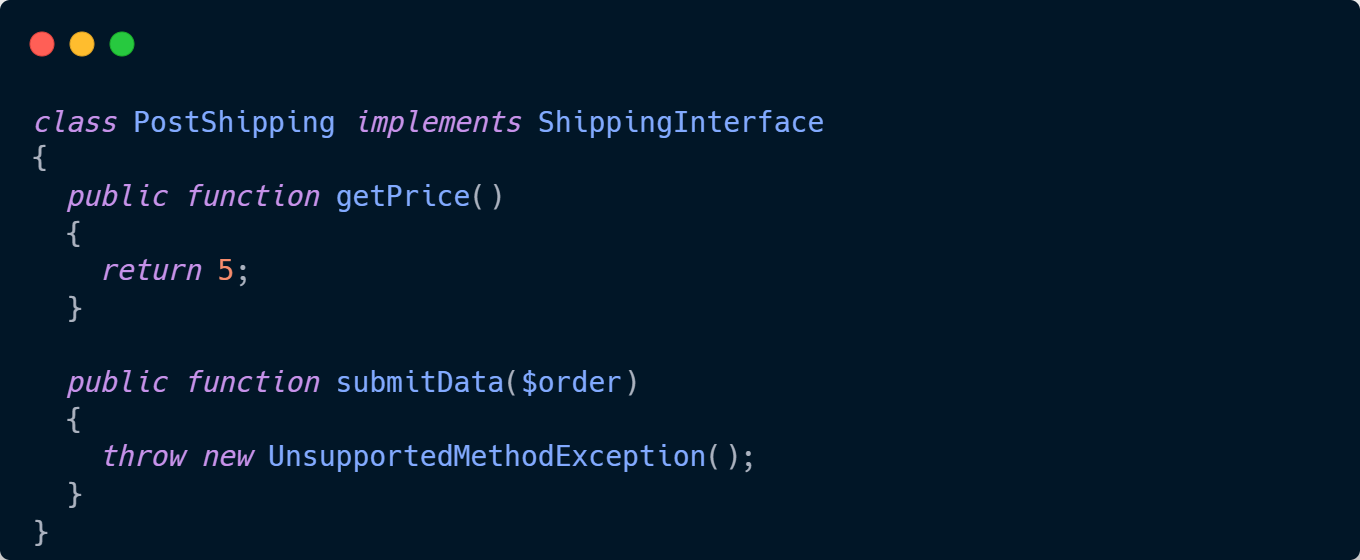 class PostShipping implements ShippingInterface
{
  public function getPrice()
  {
    return 5;
  }

  public function submitData($order)
  {
    throw new UnsupportedMethodException();
  }
}